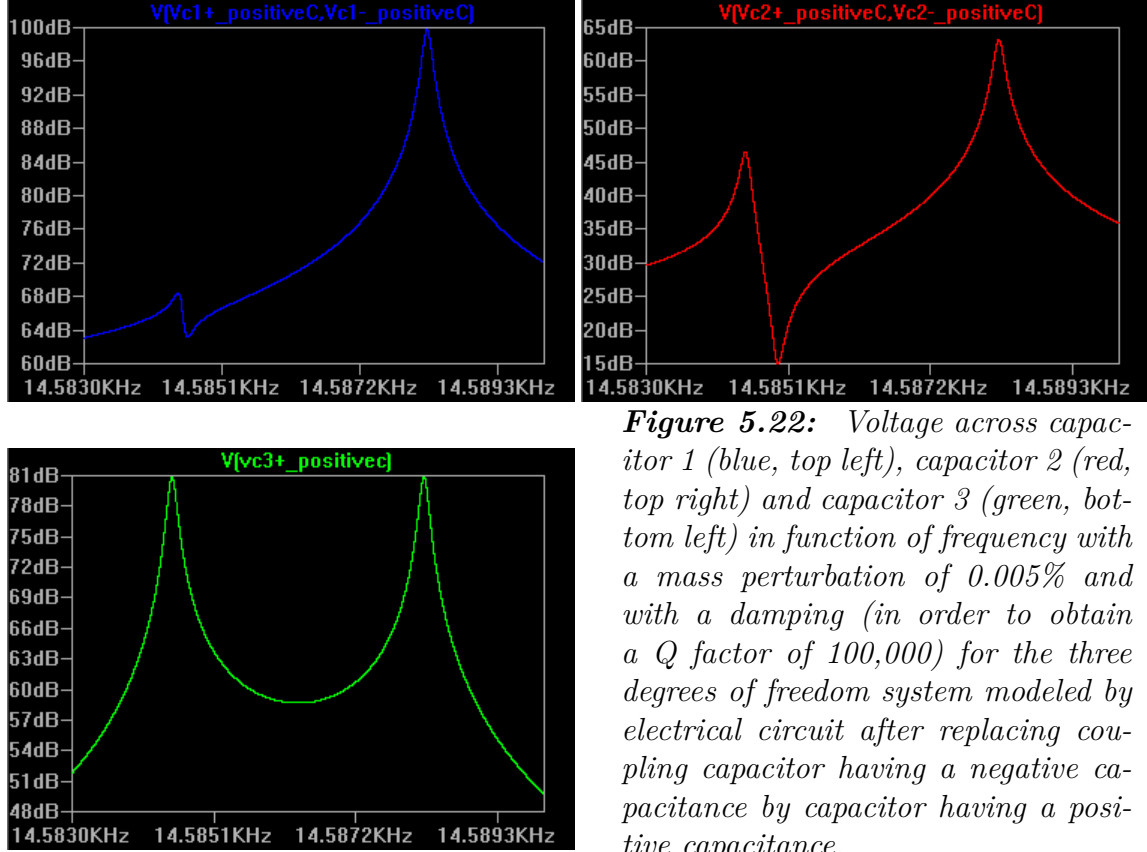 V(Vc1+_positiveC,Vc1-_positiveC)
100dB
96dB
92dB
88dB
84dB
80dB
76dB
72dB
68dB
64dB
60dB
14.5830KHz 14.5851KHz 14.5872KHz 14.5893KHz
V(Vc2+_positiveC,Vc2-_positiveC)
65dB
60dB
55dB
50dB
45dB
40dB
35dB
30dB
25dB
20dB
15dB
14.5830KHz 14.5851KHz 14.5872KHz 14.5893KHz
V(vc3+_positivec)
81dB
78dB
75dB
72dB
69dB
66dB
63dB
60dB
57dB
54dB
51dB
48dB
14.5830KHz 14.5851KHz 14.5872KHz 14.5893KHz
Figure 5.22: Voltage across capac-
itor 1 (blue, top left), capacitor 2 (red,
top right) and capacitor 3 (green, bot-
tom left) in function of frequency with
a mass perturbation of 0.005% and
with a damping (in order to obtain
a Q factor of 100,000) for the three
degrees of freedom system modeled by
electrical circuit after replacing cou-
pling capacitor having a negative ca-
pacitance by capacitor having a posi-
tive capacitance